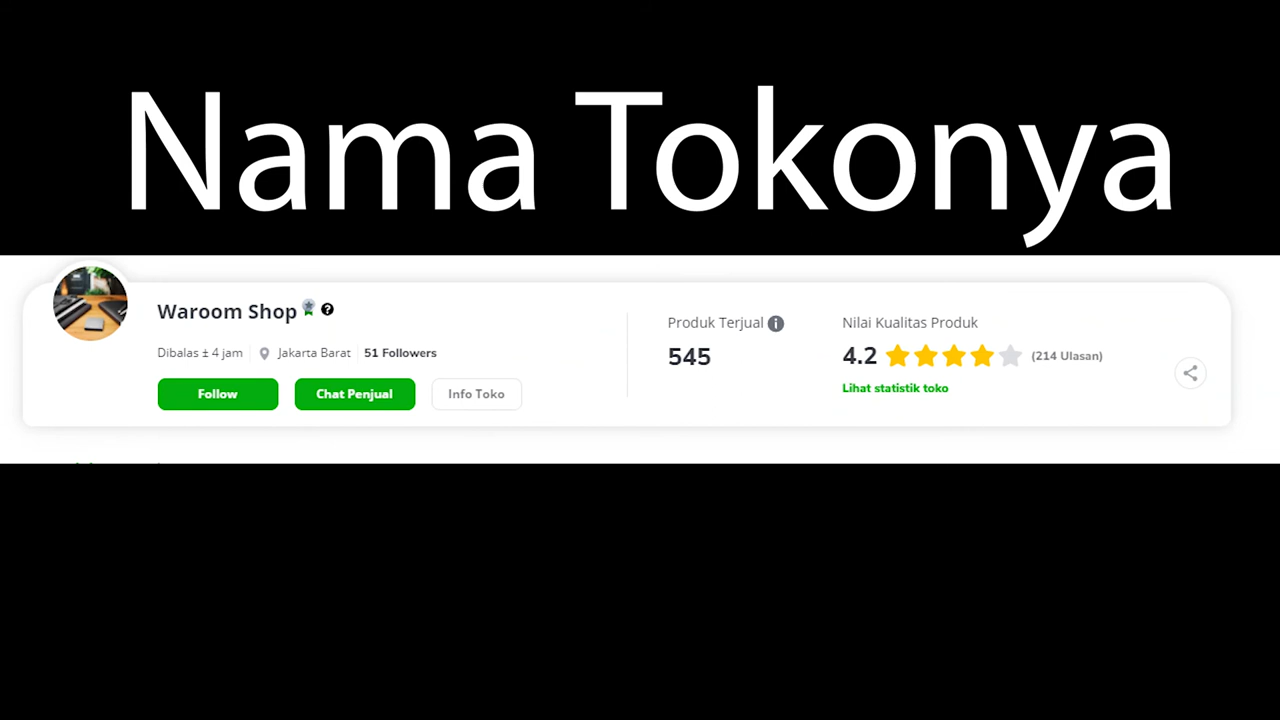 Nama Tokonya
Waroom Shop
Dibalas ± 4 jam Jakarta Barat 51 Followers
Follow Chat Penjual Info Toko
Produk Terjual
545
Nilai Kualitas Produk
4.2 (214 Ulasan)
Lihat statistik toko